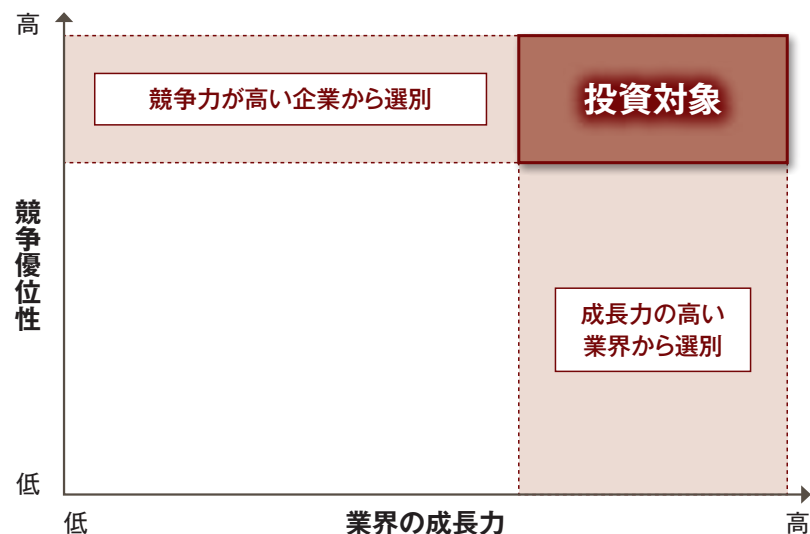 高
競争力が高い企業から選別
投資対象
競争優位性
成長力の高い
業界から選別
低
低
業界の成長力
高